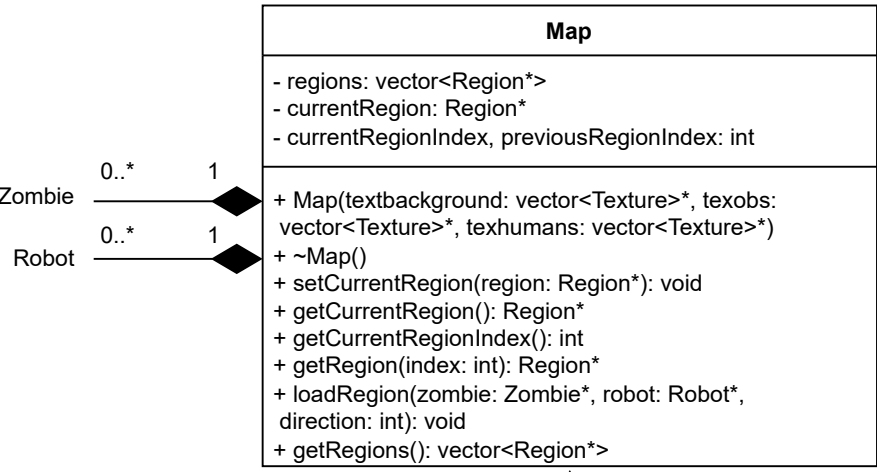 Map
- regions: vector<Region*>
- currentRegion: Region*
- currentRegionIndex, previousRegionIndex: int
0..* 1
Zombie
0..* 1
Robot
+ Map(textbackground: vector<Texture>*, texobs:
vector<Texture>*, texhumans: vector<Texture>*)
+ ~Map()
+ setCurrentRegion(region: Region*): void
+ getCurrentRegion(): Region*
+ getCurrentRegionIndex(): int
+ getRegion(index: int): Region*
+ loadRegion(zombie: Zombie*, robot: Robot*,
direction: int): void
+ getRegions(): vector<Region*>